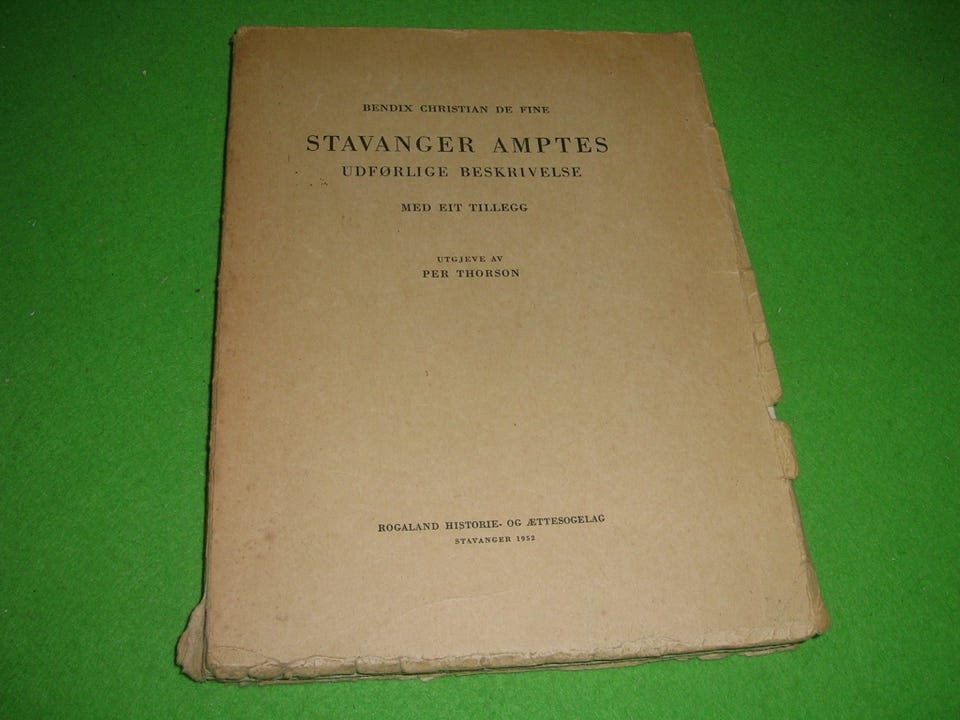 BENDIX CHRISTIAN DE FINE
STAVANGER AMPTES
UDFØRLIGE BESKRIVELSE
MED EIT TILLEGG
UTGJEVE AV
PER THORSON
ROGALAND HISTORIE- OG ÆTTESOGELAG
STAVANGER 1952